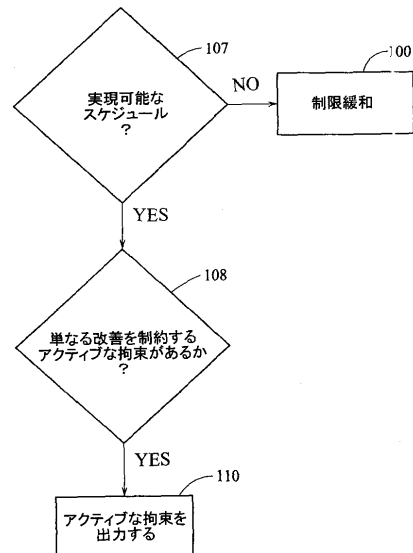 107
実現可能な
スケジュール
?
NO
100
制限緩和
YES
108
単なる改善を制約する
アクティブな拘束があるか
?
YES
110
アクティブな拘束を
出力する